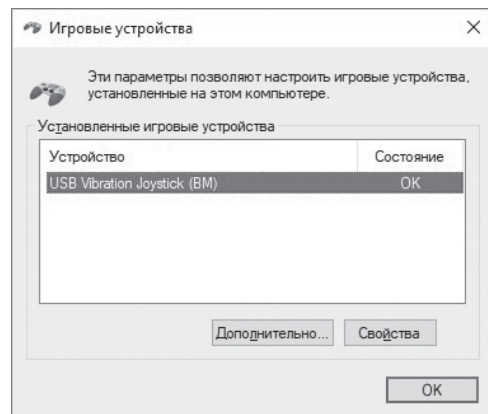 Игровые устройства
Эти параметры позволяют настроить игровые устройства,
установленные на этом компьютере.
Установленные игровые устройства
Устройство Состояние
USB Vibration Joystick (BM) OK
Дополнительно... Свойства
OK